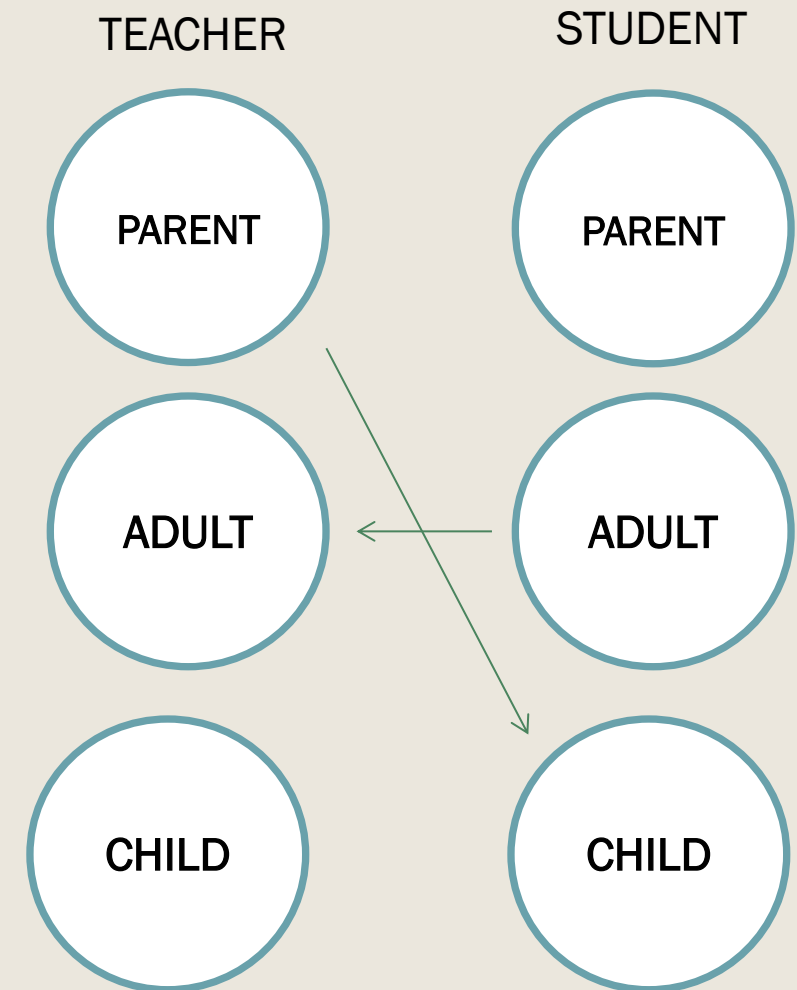 TEACHER
STUDENT
PARENT
PARENT
ADULT
ADULT
CHILD
CHILD